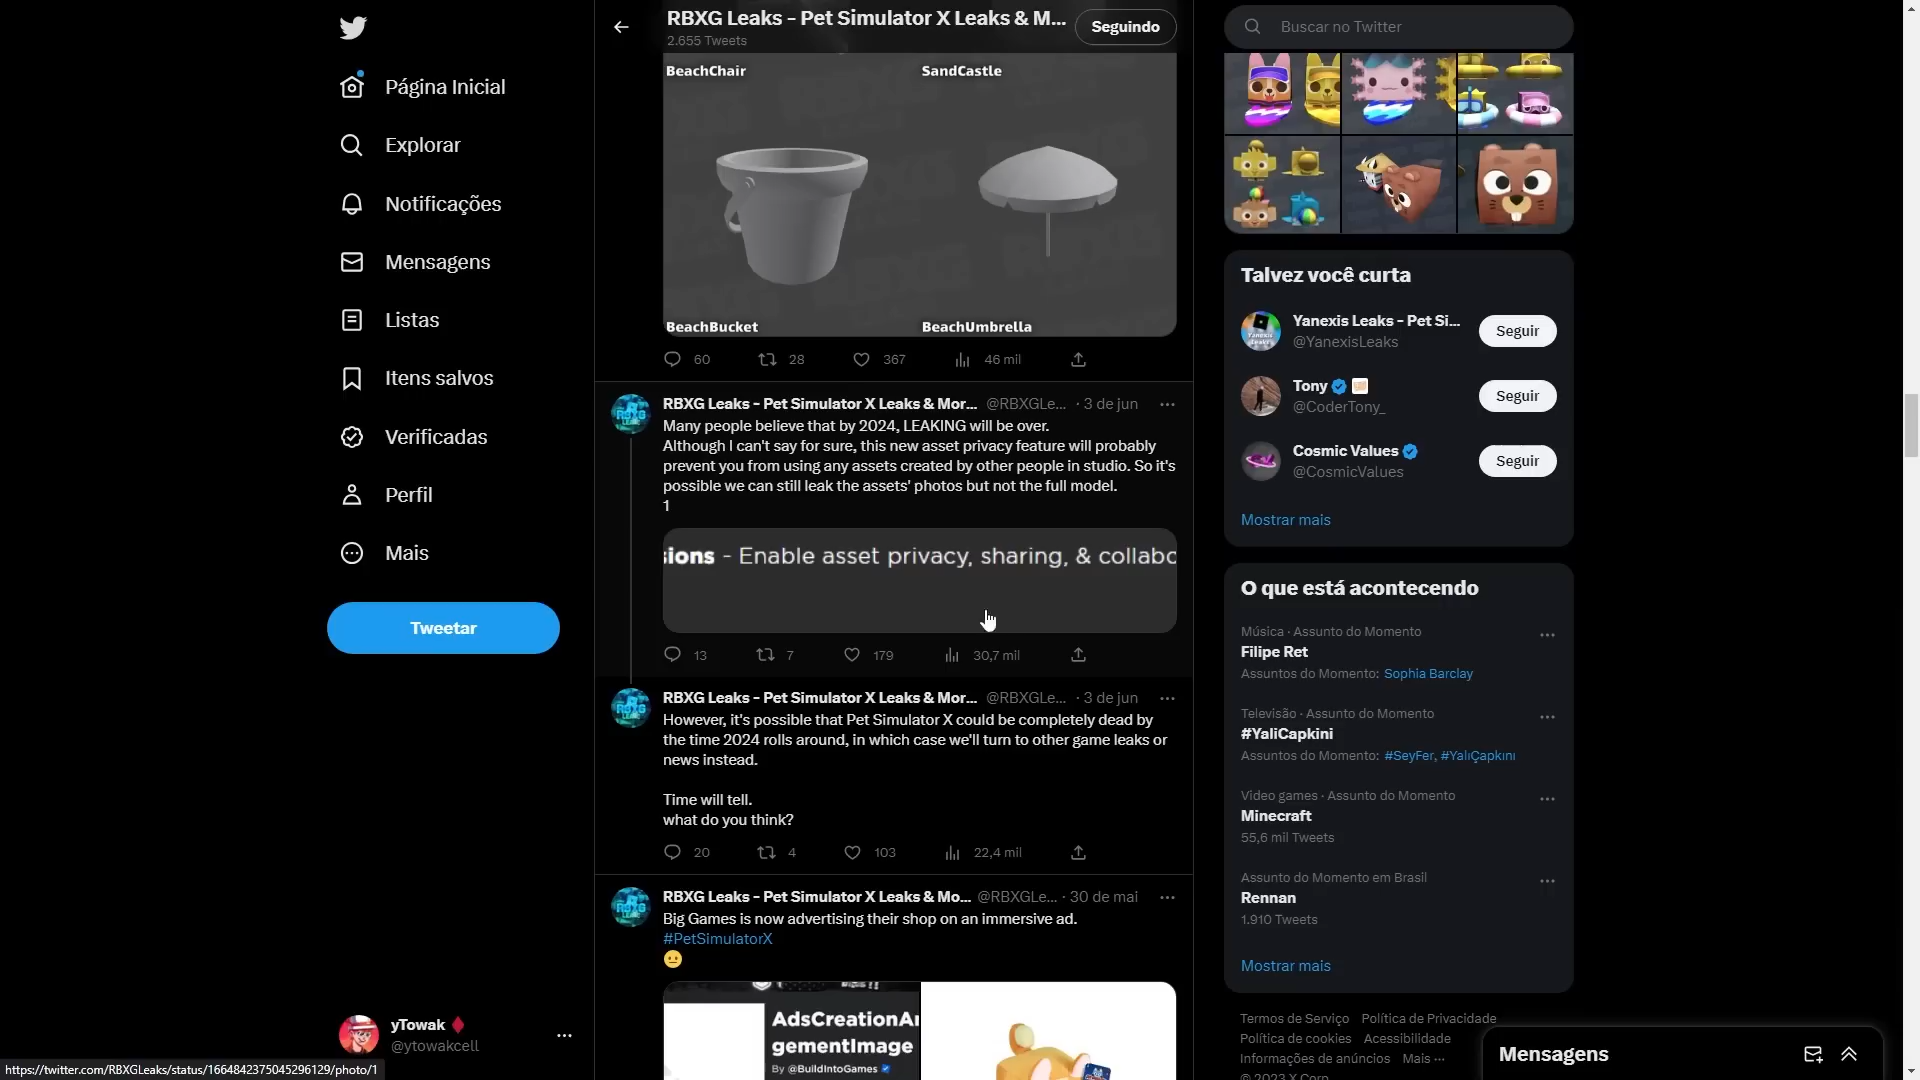 Página Inicial
Explorar
Notificações
Mensagens
Listas
Itens salvos
Verificadas
Perfil
Mais
Tweetar
yTowak
@ytowakcell
https://twitter.com/RBXGLeaks/status/1664842375045296129/photo/1
RBXG Leaks - Pet Simulator X Leaks & M...
2.655 Tweets
Seguindo
BeachChair
SandCastle
BeachBucket
BeachUmbrella
60 28 367 46 mil
RBXG Leaks - Pet Simulator X Leaks & Mor... @RBXGLe... · 3 de jun
Many people believe that by 2024, LEAKING will be over.
Although I can't say for sure, this new asset privacy feature will probably
prevent you from using any assets created by other people in studio. So it's
possible we can still leak the assets' photos but not the full model.
1
sions - Enable asset privacy, sharing, & collabo
13 7 179 30,7 mil
RBXG Leaks - Pet Simulator X Leaks & Mor... @RBXGLe... · 3 de jun
However, it's possible that Pet Simulator X could be completely dead by
the time 2024 rolls around, in which case we'll turn to other game leaks or
news instead.
Time will tell.
what do you think?
20 4 103 22,4 mil
RBXG Leaks - Pet Simulator X Leaks & Mo... @RBXGLe... · 30 de mai
Big Games is now advertising their shop on an immersive ad.
#PetSimulatorX
AdsCreationAr
gementImage
By @BuildIntoGames
Buscar no Twitter
Talvez você curta
Yanexis Leaks - Pet Si...
@YanexisLeaks
Seguir
Tony
@CoderTony_
Seguir
Cosmic Values
@CosmicValues
Seguir
Mostrar mais
O que está acontecendo
Música · Assunto do Momento
Filipe Ret
Assuntos do Momento: Sophia Barclay
Televisão · Assunto do Momento
#YaliCapkini
Assuntos do Momento: #SeyFer, #YalıÇapkını
Video games · Assunto do Momento
Minecraft
55,6 mil Tweets
Assunto do Momento em Brasil
Rennan
1.910 Tweets
Mostrar mais
Termos de Serviço Política de Privacidade
Política de cookies Acessibilidade
Informações de anúncios Mais ...
© 2023 X Corp.
Mensagens